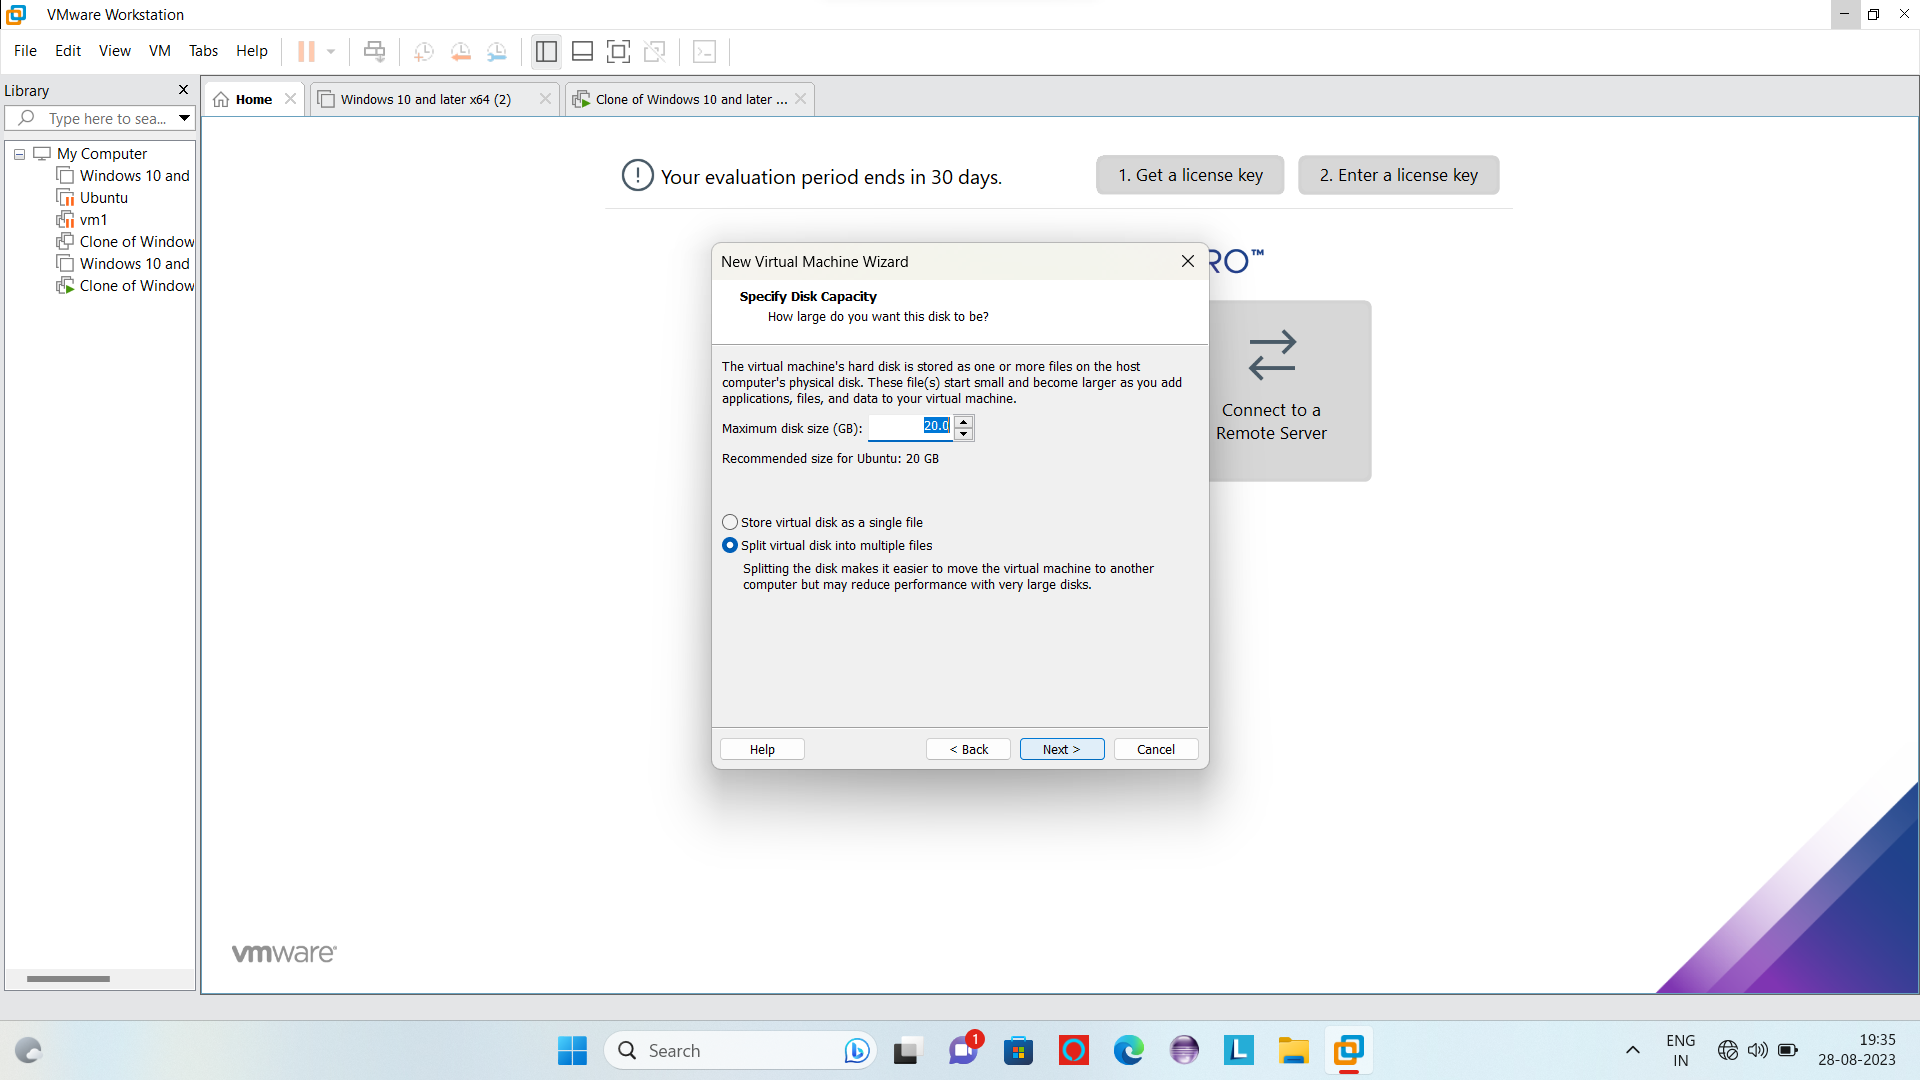 VMware Workstation
File Edit View VM Tabs Help
Library
Type here to sea...
My Computer
Windows 10 and
Ubuntu
vm1
Clone of Window
Windows 10 and
Clone of Window
Home
Windows 10 and later x64 (2)
Clone of Windows 10 and later ...
Your evaluation period ends in 30 days.
1. Get a license key
2. Enter a license key
RO™
Connect to a
Remote Server
New Virtual Machine Wizard
Specify Disk Capacity
How large do you want this disk to be?
The virtual machine's hard disk is stored as one or more files on the host
computer's physical disk. These file(s) start small and become larger as you add
applications, files, and data to your virtual machine.
Maximum disk size (GB): 20.0
Recommended size for Ubuntu: 20 GB
Store virtual disk as a single file
Split virtual disk into multiple files
Splitting the disk makes it easier to move the virtual machine to another
computer but may reduce performance with very large disks.
Help < Back Next > Cancel
vmware®
Search
1
L
ENG
IN
19:35
28-08-2023